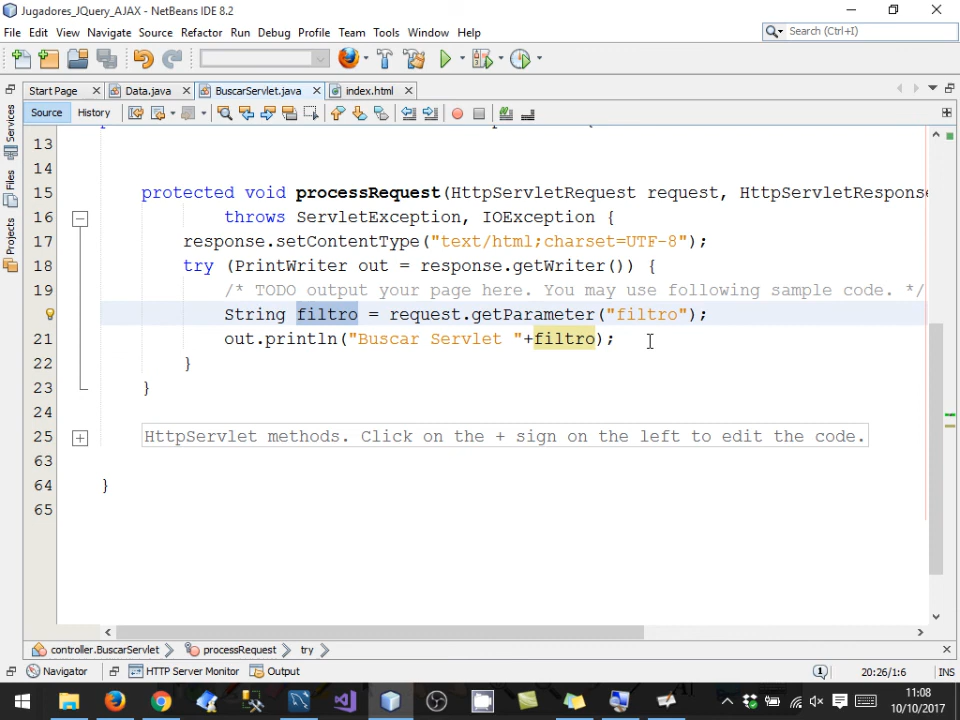 Jugadores_JQuery_AJAX - NetBeans IDE 8.2
File Edit View Navigate Source Refactor Run Debug Profile Team Tools Window Help
Search (Ctrl+I)
Start Page Data.java BuscarServlet.java index.html
Source History
Services
Files
Projects
13
14
15 protected void processRequest(HttpServletRequest request, HttpServletResponse
16 throws ServletException, IOException {
17 response.setContentType("text/html;charset=UTF-8");
18 try (PrintWriter out = response.getWriter()) {
19 /* TODO output your page here. You may use following sample code. */
String filtro = request.getParameter("filtro");
21 out.println("Buscar Servlet "+filtro);
22 }
23 }
24
25 HttpServlet methods. Click on the + sign on the left to edit the code.
63
64 }
65
controller.BuscarServlet processRequest try
Navigator HTTP Server Monitor Output 20:26/1:6 INS
11:08
10/10/2017